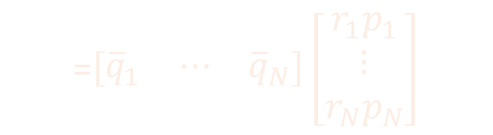 =[q̅₁ ⋯ q̅_N] [r₁p₁ ⋮ r_Np_N]